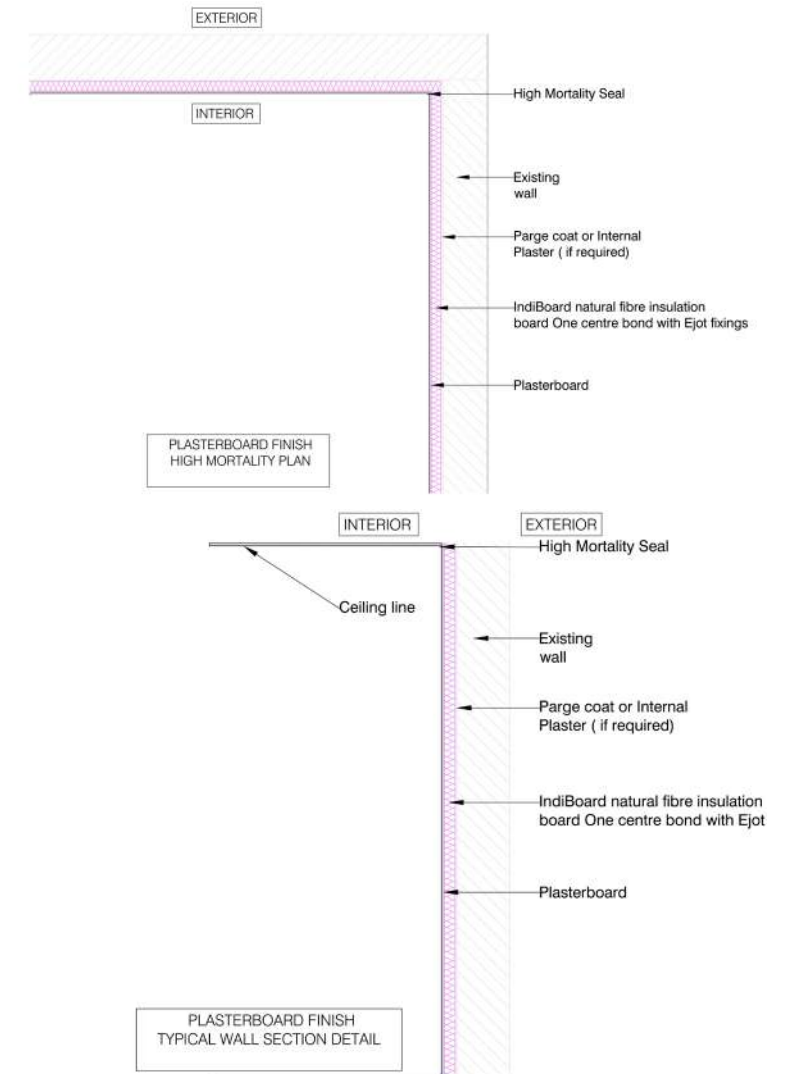 EXTERIOR
High Mortality Seal
INTERIOR
Existing
wall
Parge coat or Internal
Plaster ( if required)
IndiBoard natural fibre insulation
board One centre bond with Ejot fixings
Plasterboard
PLASTERBOARD FINISH
HIGH MORTALITY PLAN
INTERIOR
EXTERIOR
High Mortality Seal
Ceiling line
Existing
wall
Parge coat or Internal
Plaster ( if required)
IndiBoard natural fibre insulation
board One centre bond with Ejot
Plasterboard
PLASTERBOARD FINISH
TYPICAL WALL SECTION DETAIL